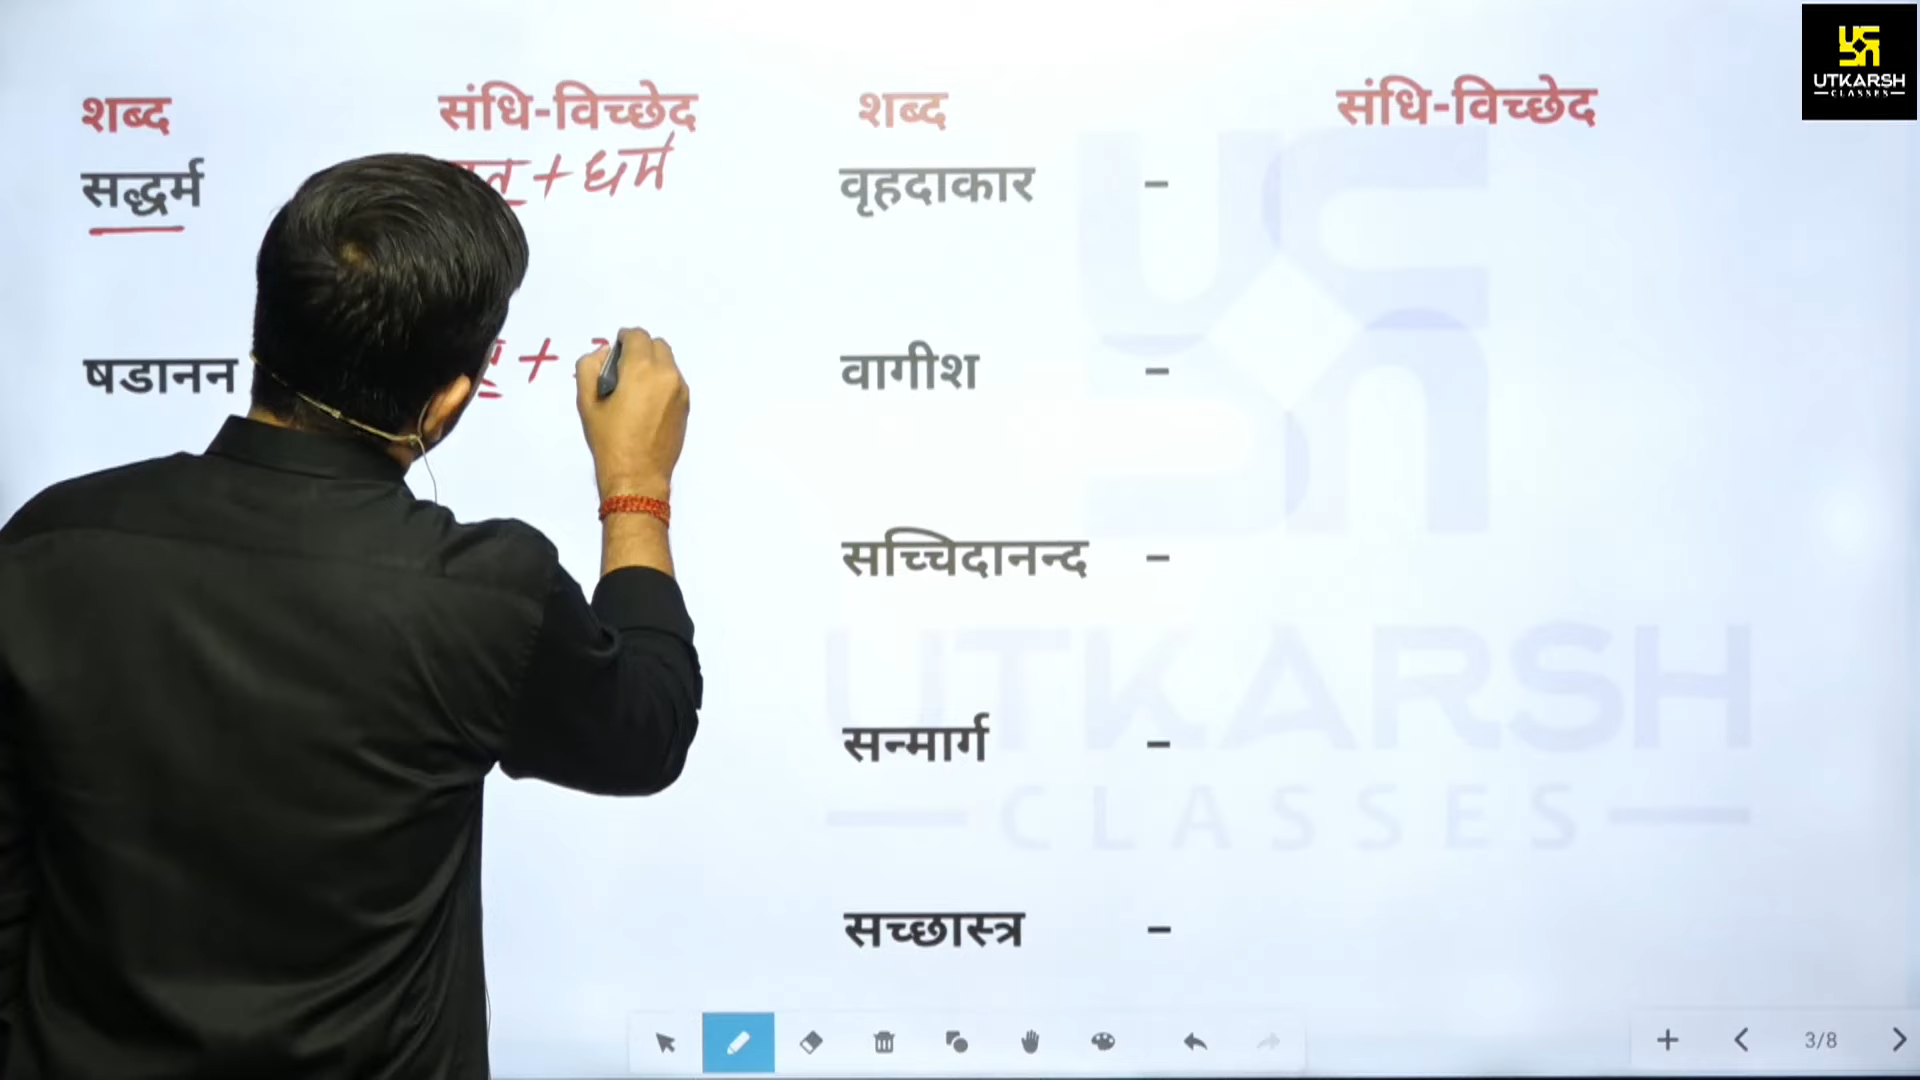 शब्द संधि-विच्छेद शब्द संधि-विच्छेद
सद्धर्म + धर्म वृहदाकार –
षडानन + वागीश –
सच्चिदानन्द –
सन्मार्ग –
सच्छास्त्र –
UTKARSH
CLASSES
UTKARSH
CLASSES
3/8